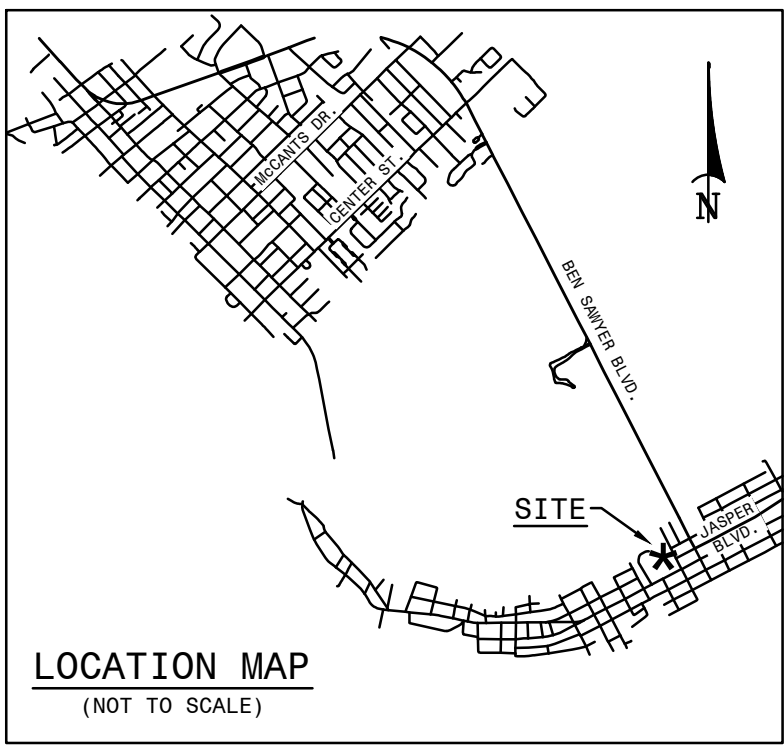 McCANTS DR.
CENTER ST.
N
BEN SAWYER BLVD.
SITE
JASPER
BLVD.
LOCATION MAP
(NOT TO SCALE)